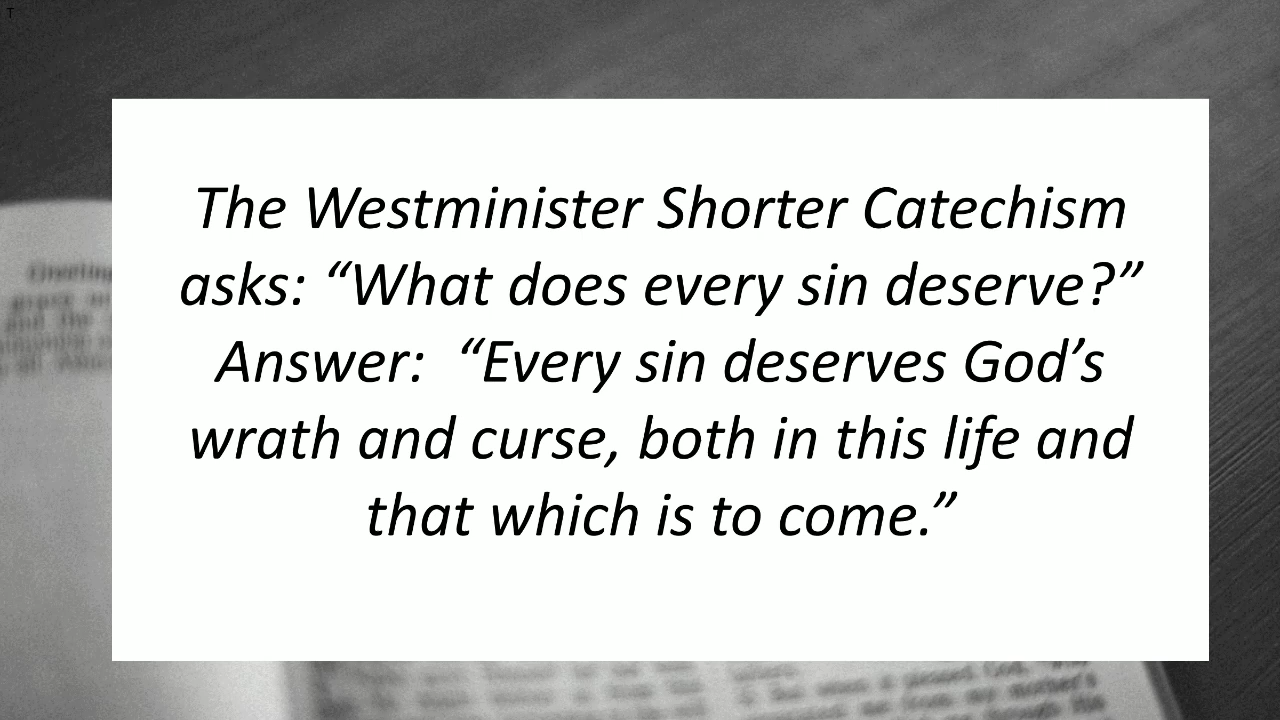 T
The Westminister Shorter Catechism
asks: “What does every sin deserve?”
Answer:  “Every sin deserves God’s
wrath and curse, both in this life and
that which is to come.”
Greeting